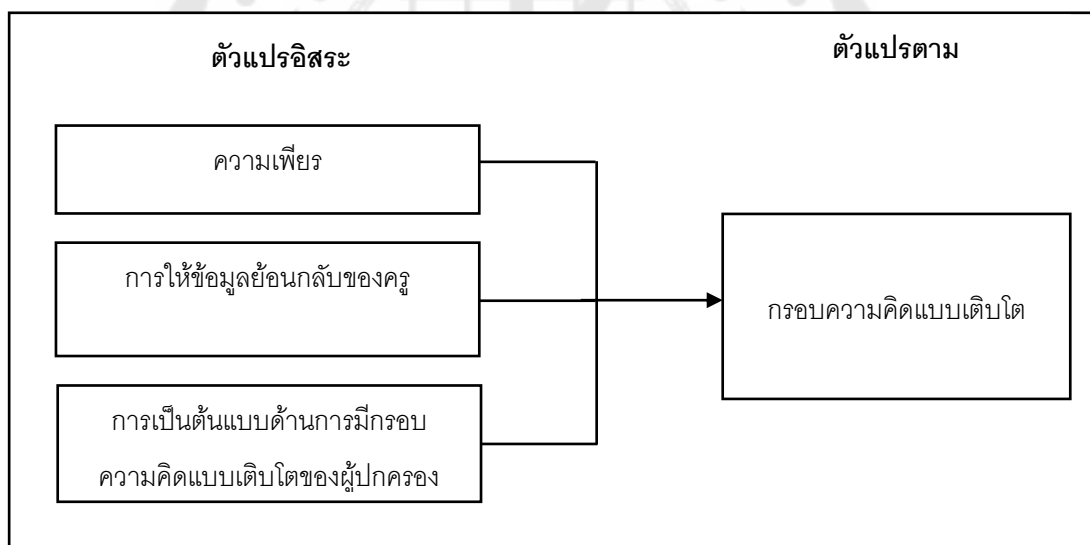 ตัวแปรอิสระ
ตัวแปรตาม
ความเพียร
การให้ข้อมูลย้อนกลับของครู
การเป็นต้นแบบด้านการมีกรอบ
ความคิดแบบเติบโตของผู้ปกครอง
กรอบความคิดแบบเติบโต